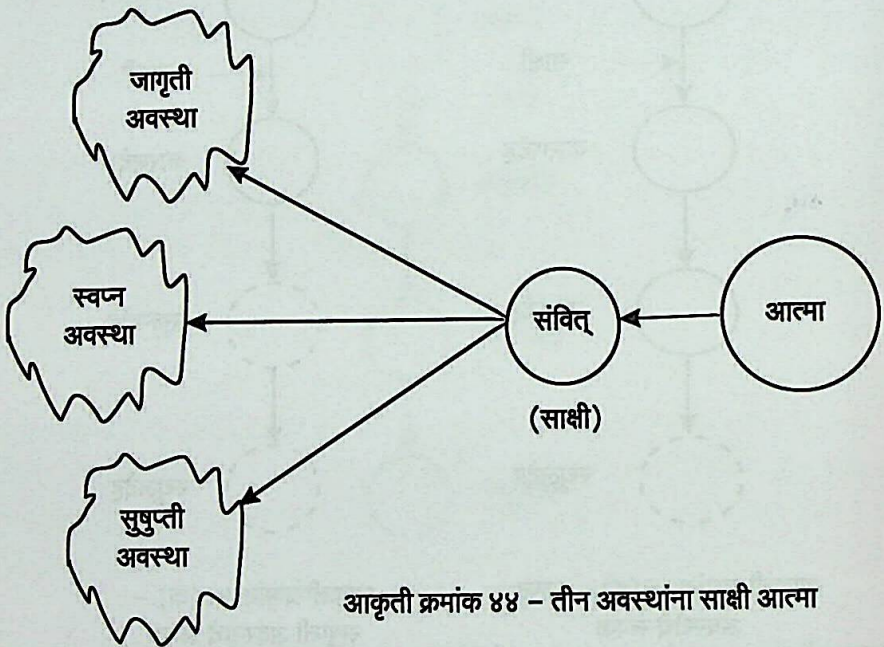 जागृती
अवस्था
स्वप्न
अवस्था
संवित्
(साक्षी)
आत्मा
सुषुप्ती
अवस्था
आकृती क्रमांक ४४ – तीन अवस्थांना साक्षी आत्मा